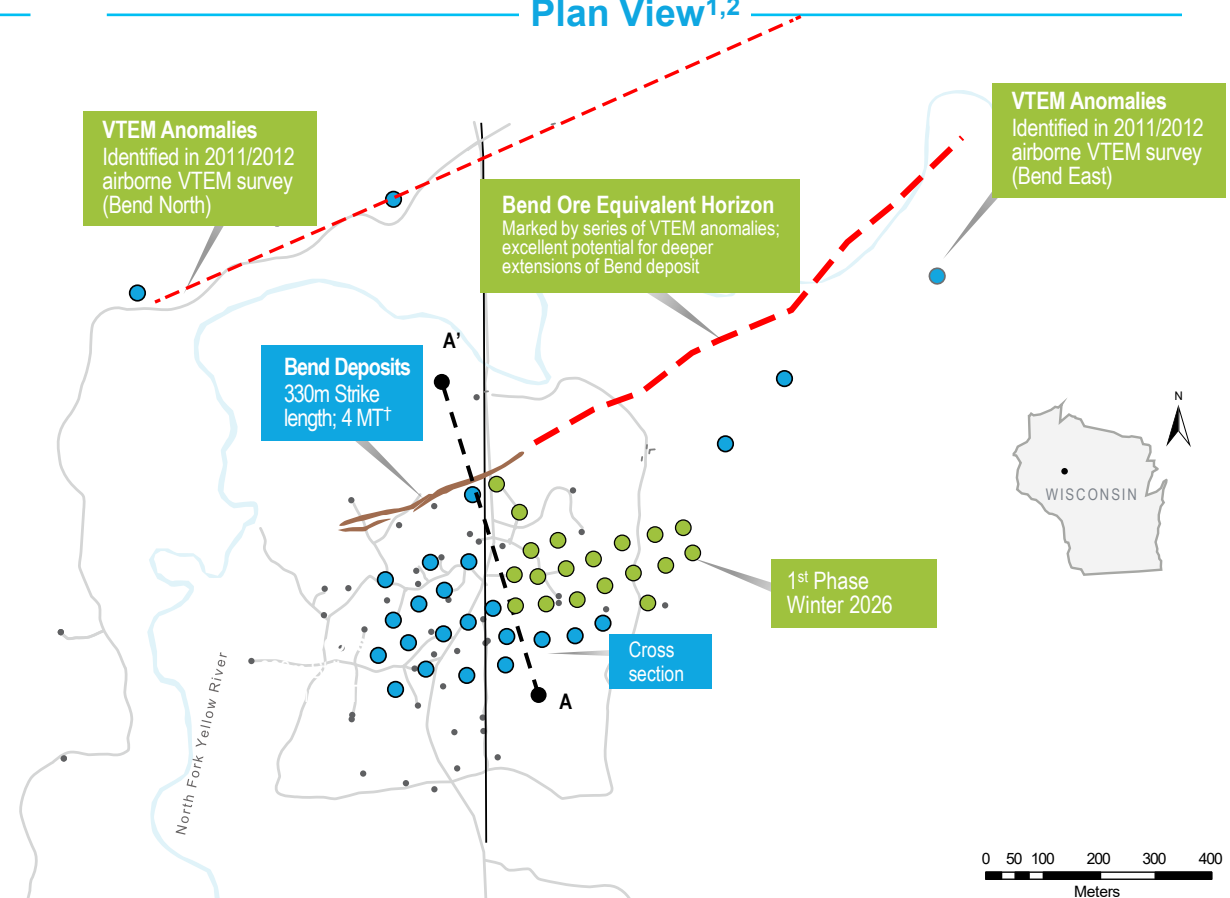 Plan View1,2
VTEM Anomalies
Identified in 2011/2012
airborne VTEM survey
(Bend North)
VTEM Anomalies
Identified in 2011/2012
airborne VTEM survey
(Bend East)
Bend Ore Equivalent Horizon
Marked by series of VTEM anomalies;
excellent potential for deeper
extensions of Bend deposit
A’
Bend Deposits
330m Strike
length; 4 MT†
N
WISCONSIN
1st Phase
Winter 2026
Cross
section
A
North Fork Yellow River
0 50 100 200 300 400
Meters